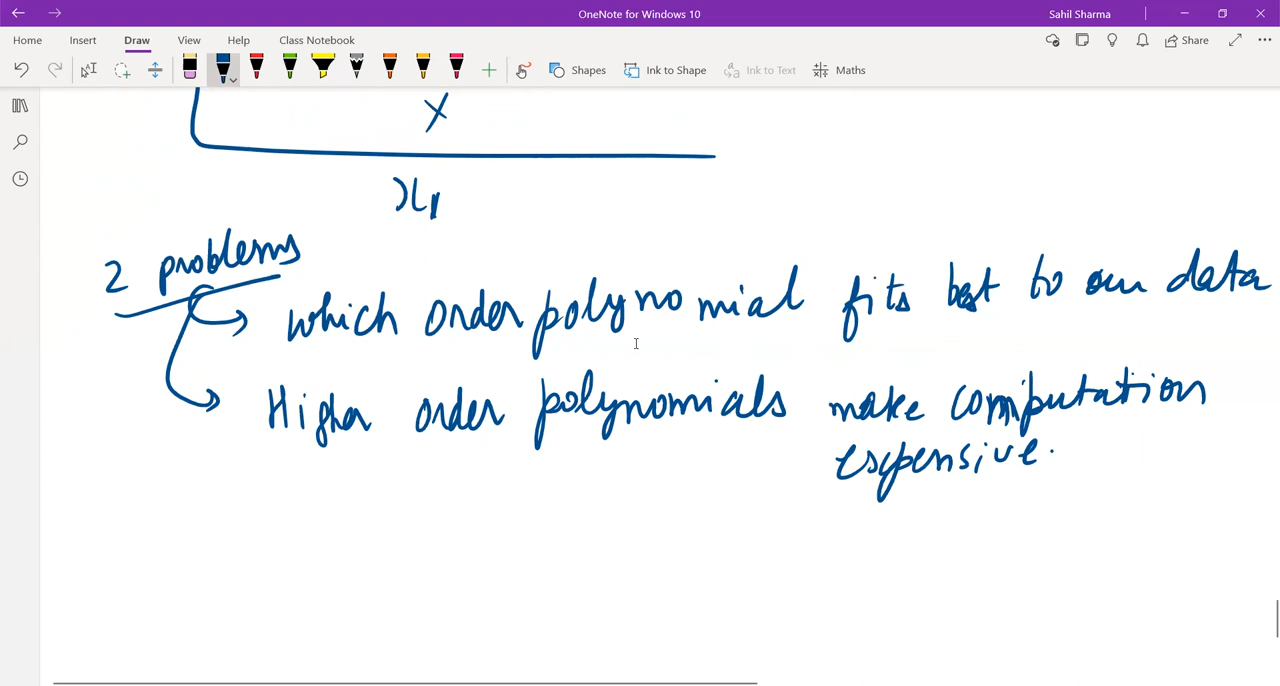 OneNote for Windows 10
Sahil Sharma
Home Insert Draw View Help Class Notebook
Share
Shapes Ink to Shape Ink to Text Maths
X
x1
2 problems
which order polynomial fits best to our data
Higher order polynomials make computation
expensive.